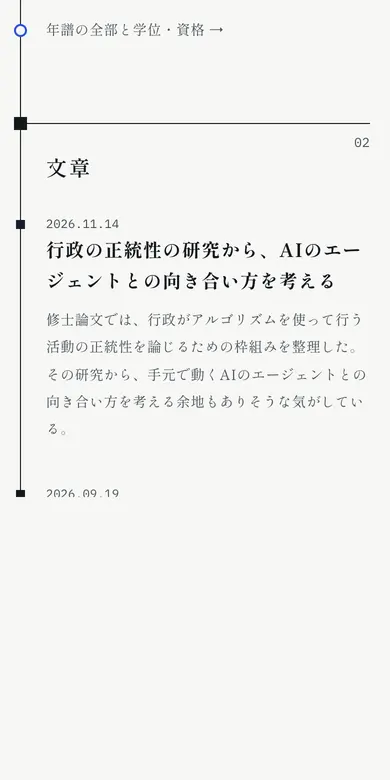 年譜の全部と学位・資格 →
02
文章
2026.11.14
行政の正統性の研究から、AIのエー
ジェントとの向き合い方を考える
修士論文では、行政がアルゴリズムを使って行う
活動の正統性を論じるための枠組みを整理した。
その研究から、手元で動くAIのエージェントとの
向き合い方を考える余地もありそうな気がしてい
る。
2026.09.19